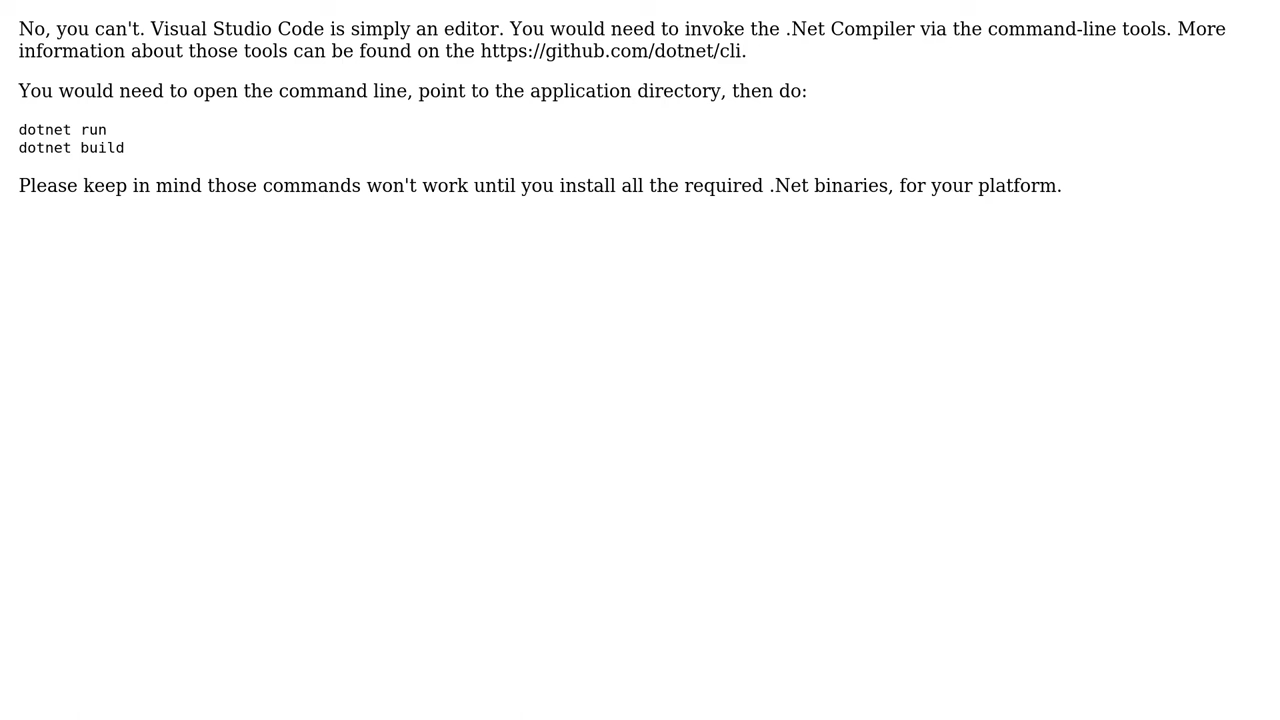 No, you can't. Visual Studio Code is simply an editor. You would need to invoke the .Net Compiler via the command-line tools. More
information about those tools can be found on the https://github.com/dotnet/cli.
You would need to open the command line, point to the application directory, then do:
dotnet run
dotnet build
Please keep in mind those commands won't work until you install all the required .Net binaries, for your platform.